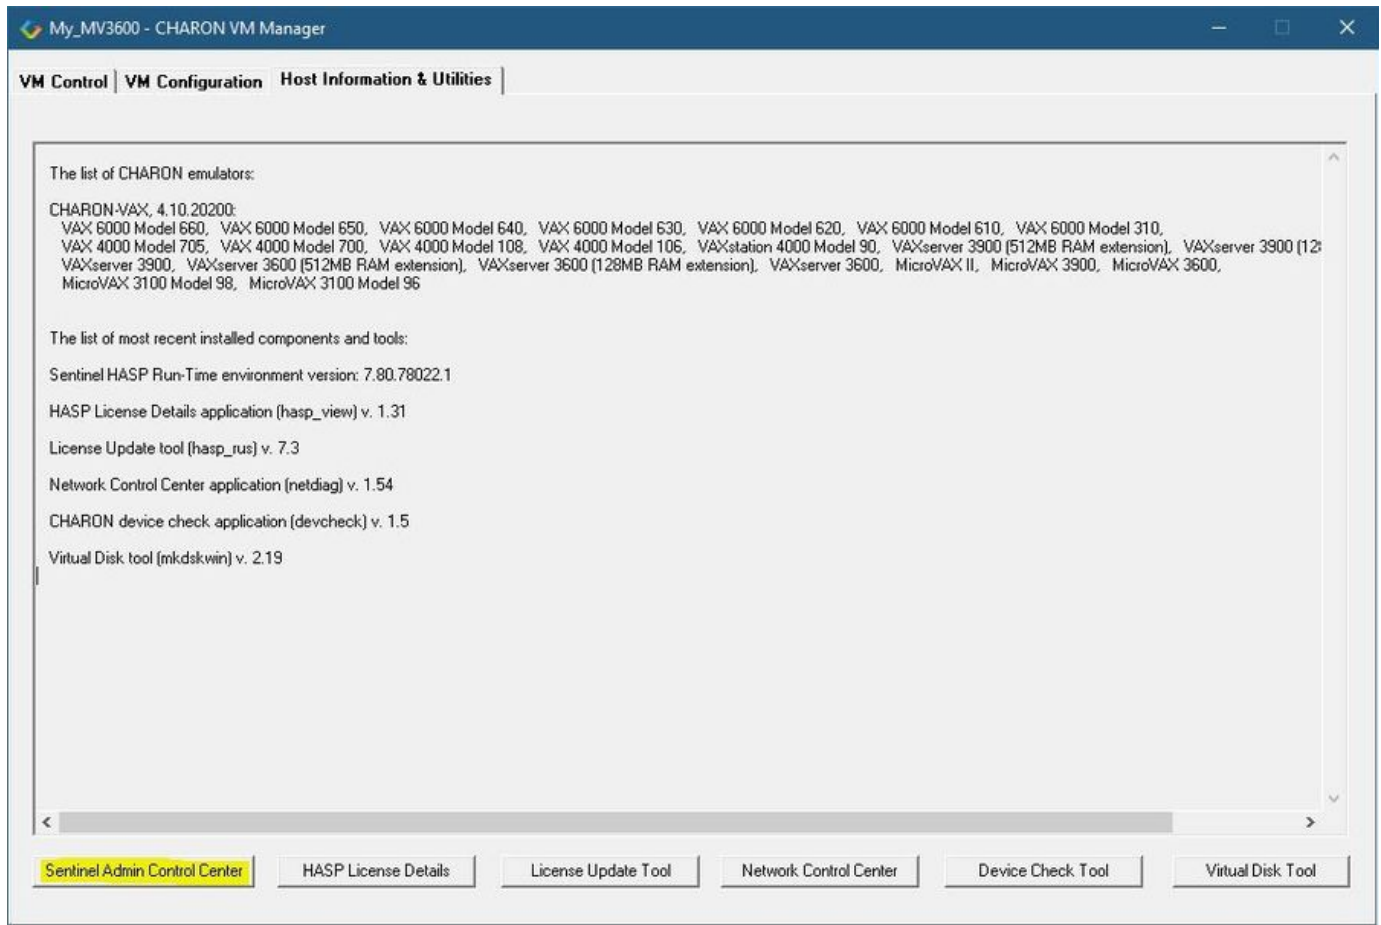 My_MV3600 - CHARON VM Manager
VM Control
VM Configuration
Host Information & Utilities
The list of CHARON emulators:
CHARON-VAX, 4.10.20200:
VAX 6000 Model 660, VAX 6000 Model 650, VAX 6000 Model 640, VAX 6000 Model 630, VAX 6000 Model 620, VAX 6000 Model 610, VAX 6000 Model 310,
VAX 4000 Model 705, VAX 4000 Model 700, VAX 4000 Model 108, VAX 4000 Model 106, VAXstation 4000 Model 90, VAXserver 3900 (512MB RAM extension), VAXserver 3900 (12
VAXserver 3900, VAXserver 3600 (512MB RAM extension), VAXserver 3600 (128MB RAM extension), VAXserver 3600, MicroVAX II, MicroVAX 3900, MicroVAX 3600,
MicroVAX 3100 Model 98, MicroVAX 3100 Model 96
The list of most recent installed components and tools:
Sentinel HASP Run-Time environment version: 7.80.78022.1
HASP License Details application (hasp_view) v. 1.31
License Update tool (hasp_rus) v. 7.3
Network Control Center application (netdiag) v. 1.54
CHARON device check application (devcheck) v. 1.5
Virtual Disk tool (mkdskwin) v. 2.19
Sentinel Admin Control Center
HASP License Details
License Update Tool
Network Control Center
Device Check Tool
Virtual Disk Tool